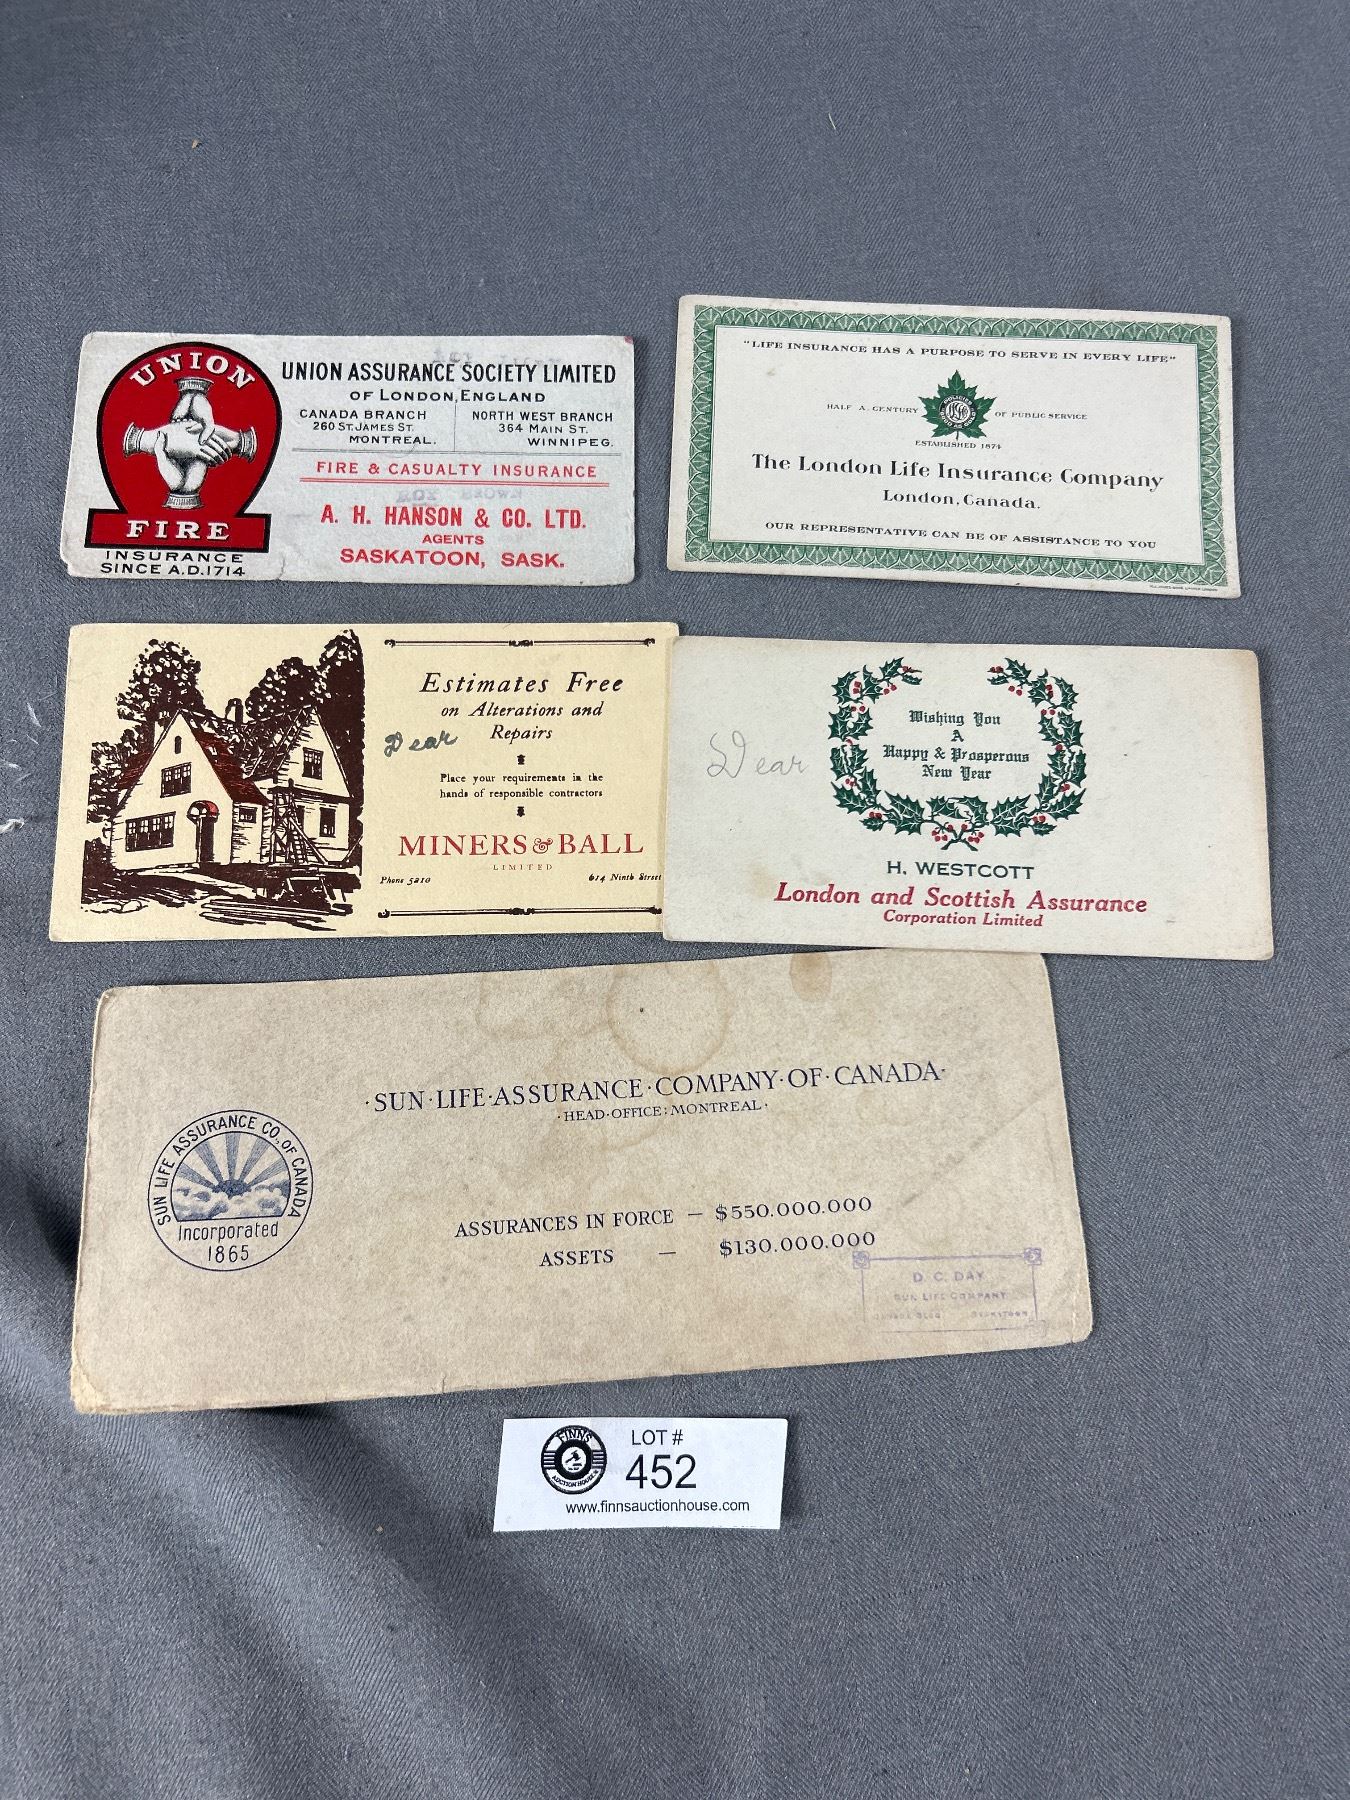 UNION
FIRE
INSURANCE
SINCE A.D.1714
UNION ASSURANCE SOCIETY LIMITED
OF LONDON, ENGLAND
CANADA BRANCH
260 ST. JAMES ST.
MONTREAL.
NORTH WEST BRANCH
364 MAIN ST.
WINNIPEG.
FIRE & CASUALTY INSURANCE
ROY BROWN
A. H. HANSON & CO. LTD.
AGENTS
SASKATOON, SASK.
"LIFE INSURANCE HAS A PURPOSE TO SERVE IN EVERY LIFE"
HALF A CENTURY OF PUBLIC SERVICE
ESTABLISHED 1874
The London Life Insurance Company
London, Canada.
OUR REPRESENTATIVE CAN BE OF ASSISTANCE TO YOU
Estimates Free
on Alterations and
Repairs
Dear
Place your requirements in the
hands of responsible contractors
MINERS & BALL
LIMITED
Phone 5210
614 Ninth Street
Dear
Wishing You
A
Happy & Prosperous
New Year
H. WESTCOTT
London and Scottish Assurance
Corporation Limited
·SUN·LIFE·ASSURANCE·COMPANY·OF·CANADA·
·HEAD·OFFICE:MONTREAL·
SUN LIFE ASSURANCE CO. OF CANADA
Incorporated
1865
ASSURANCES IN FORCE — $550.000.000
ASSETS — $130.000.000
D. C. DAY
SUN LIFE COMPANY
SASKATOON
FINNS
AUCTION HOUSE
LOT #
452
www.finnsauctionhouse.com